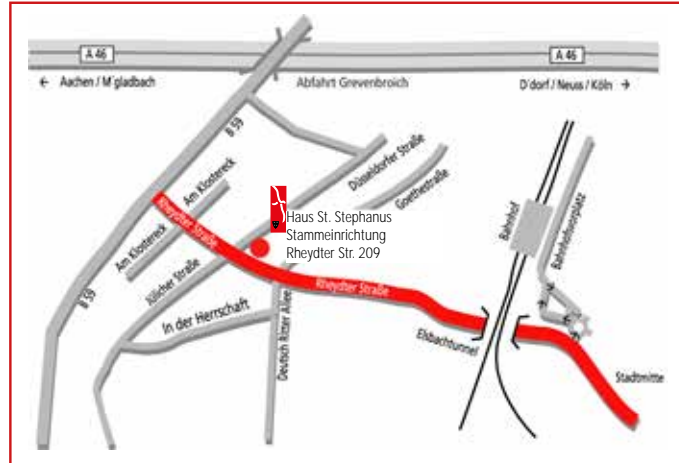 A 46
A 46
← Aachen / M´gladbach
Abfahrt Grevenbroich
D´dorf / Neuss / Köln →
B 59
Düsseldorfer Straße
Goethestraße
Am Klostereck
Am Klostereck
Rheydter Straße
Haus St. Stephanus
Stammeinrichtung
Rheydter Str. 209
Bahnhof
Bahnhofsvorplatz
Jülicher Straße
B 59
Rheydter Straße
In der Herrschaft
Deutsch Ritter Allee
Elsbachtunnel
Stadtmitte